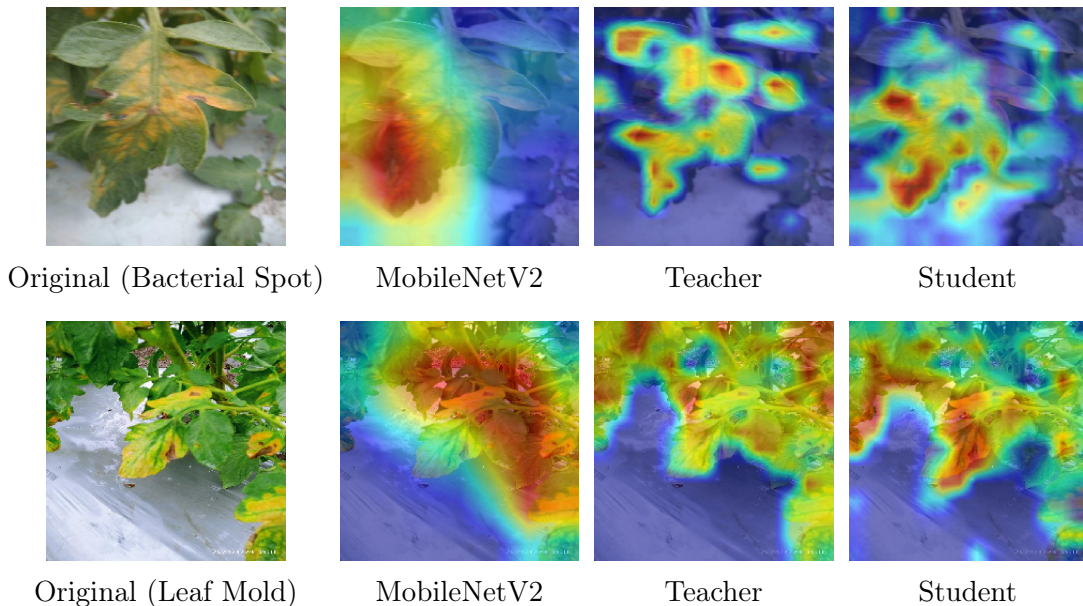 Original (Bacterial Spot) MobileNetV2 Teacher Student
Original (Leaf Mold) MobileNetV2 Teacher Student